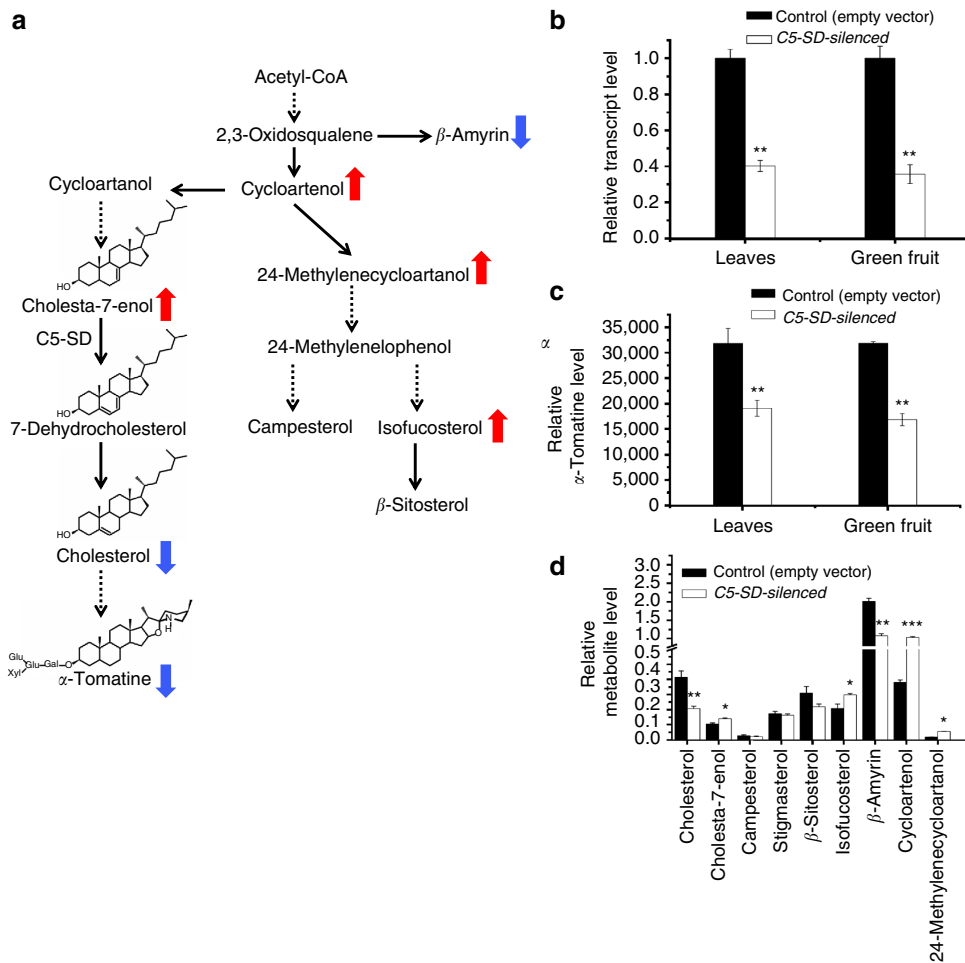 a
Acetyl-CoA
2,3-Oxidosqualene
β-Amyrin
Cycloartanol
Cycloartenol
HO
Cholesta-7-enol
24-Methylenecycloartanol
C5-SD
24-Methylenelophenol
HO
7-Dehydrocholesterol
Campesterol
Isofucosterol
HO
β-Sitosterol
Cholesterol
N
H
O
Glu
Glu
Gal
O
Xyl
α-Tomatine
b
Control (empty vector)
C5-SD-silenced
Relative transcript level
1.0
0.8
0.6
0.4
0.2
0.0
**
**
Leaves
Green fruit
c
Control (empty vector)
C5-SD-silenced
α
Relative
α-Tomatine level
35,000
30,000
25,000
20,000
15,000
10,000
5,000
0
**
**
Leaves
Green fruit
d
Control (empty vector)
C5-SD-silenced
Relative
metabolite level
3.0
2.5
2.0
1.5
1.0
0.5
0.4
0.3
0.2
0.1
0.0
**
*
*
**
***
*
Cholesterol
Cholesta-7-enol
Campesterol
Stigmasterol
β-Sitosterol
Isofucosterol
β-Amyrin
Cycloartenol
24-Methylenecycloartanol